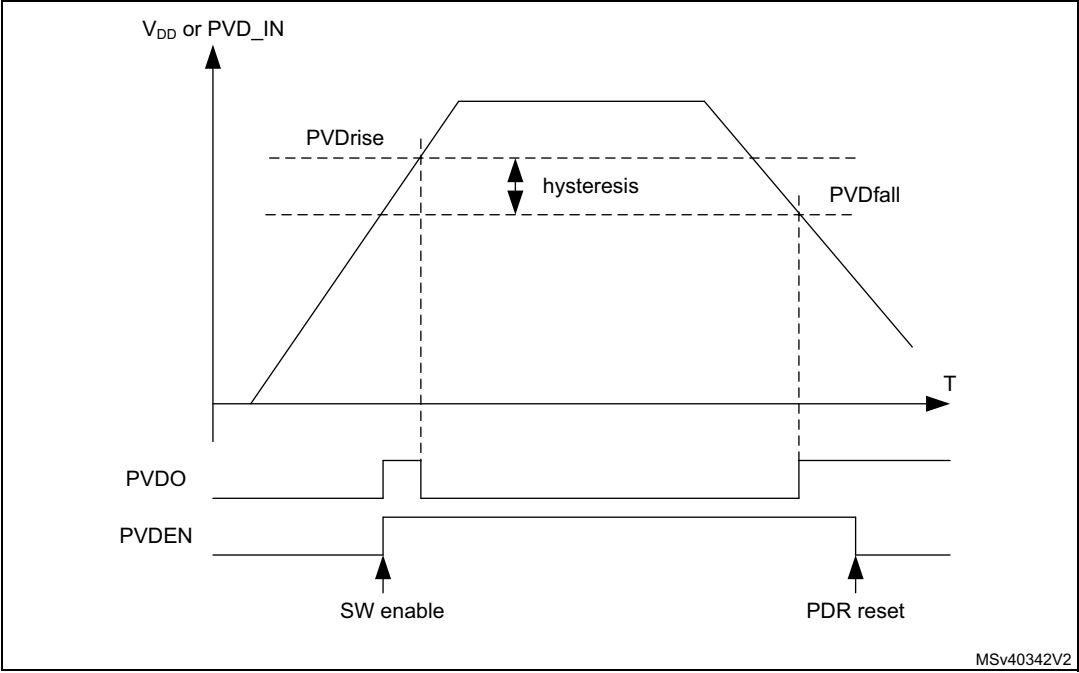 VDD or PVD_IN
PVDrise
hysteresis
PVDfall
T
PVDO
PVDEN
SW enable
PDR reset
MSv40342V2